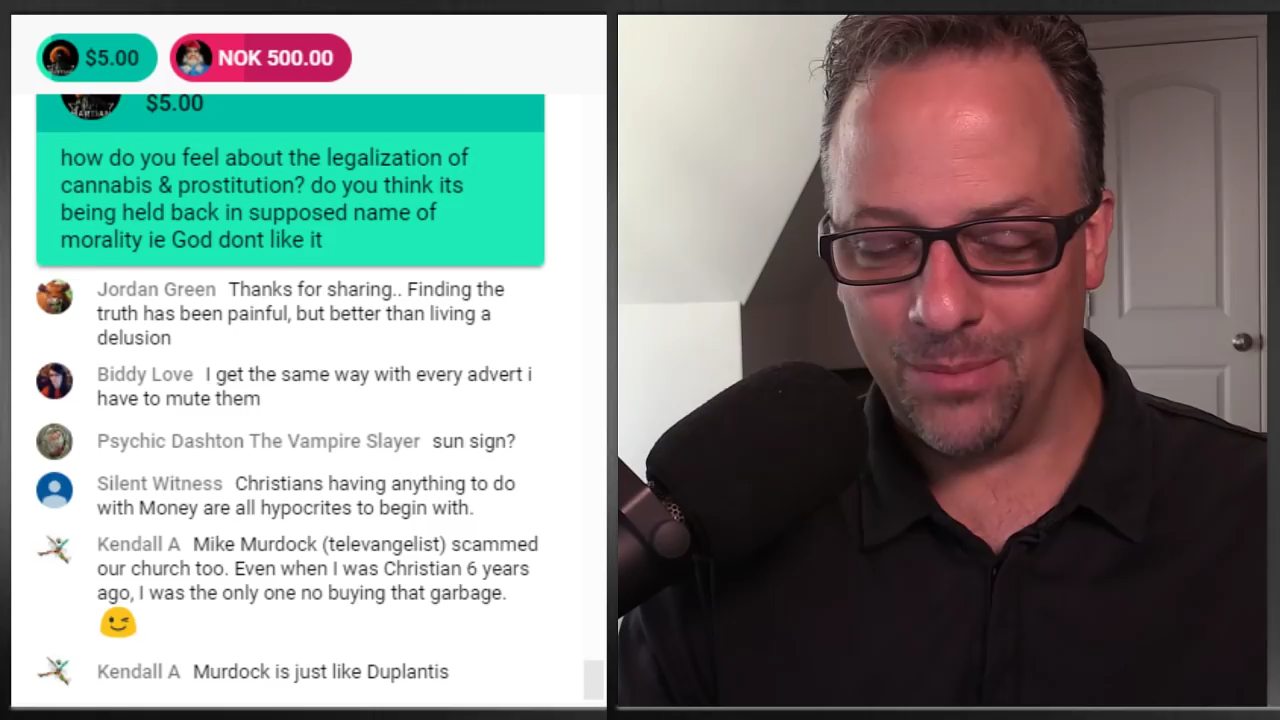 $5.00
NOK 500.00
$5.00
how do you feel about the legalization of
cannabis & prostitution? do you think its
being held back in supposed name of
morality ie God dont like it
Jordan Green Thanks for sharing.. Finding the
truth has been painful, but better than living a
delusion
Biddy Love I get the same way with every advert i
have to mute them
Psychic Dashton The Vampire Slayer sun sign?
Silent Witness Christians having anything to do
with Money are all hypocrites to begin with.
Kendall A Mike Murdock (televangelist) scammed
our church too. Even when I was Christian 6 years
ago, I was the only one no buying that garbage.
Kendall A Murdock is just like Duplantis